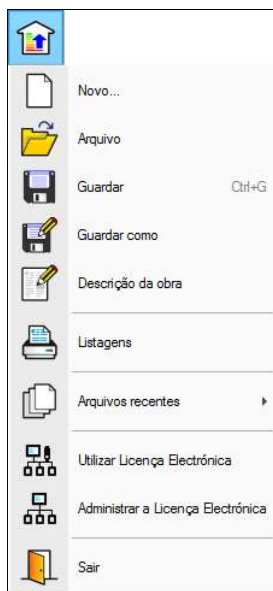 Novo...
Arquivo
Guardar Ctrl+G
Guardar como
Descrição da obra
Listagens
Arquivos recentes
Utilizar Licença Electrónica
Administrar a Licença Electrónica
Sair